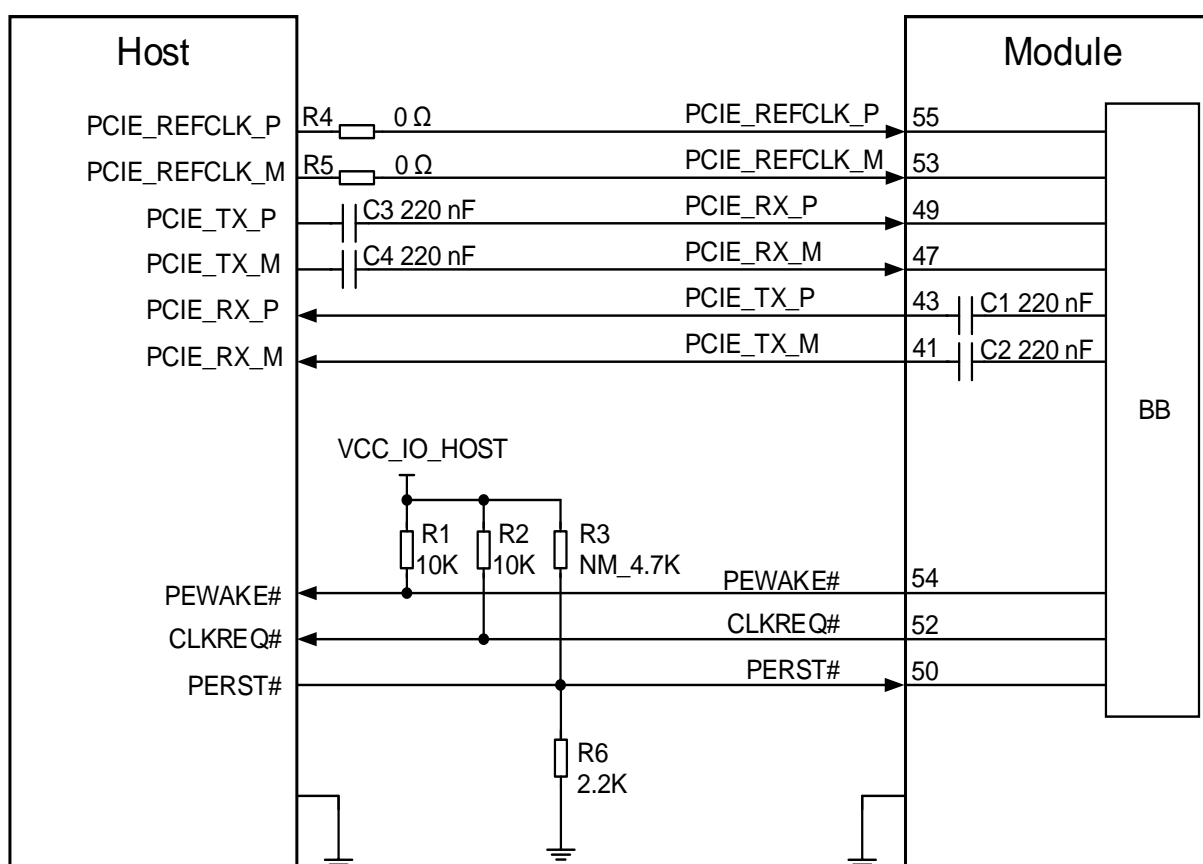 Host
Module
PCIE_REFCLK_P R4 0 Ω PCIE_REFCLK_P 55
PCIE_REFCLK_M R5 0 Ω PCIE_REFCLK_M 53
PCIE_TX_P C3 220 nF PCIE_RX_P 49
PCIE_TX_M C4 220 nF PCIE_RX_M 47
PCIE_RX_P PCIE_TX_P 43 C1 220 nF
PCIE_RX_M PCIE_TX_M 41 C2 220 nF
BB
VCC_IO_HOST
R1 R2 R3
10K 10K NM_4.7K
PEWAKE# PEWAKE# 54
CLKREQ# CLKREQ# 52
PERST# PERST# 50
R6
2.2K